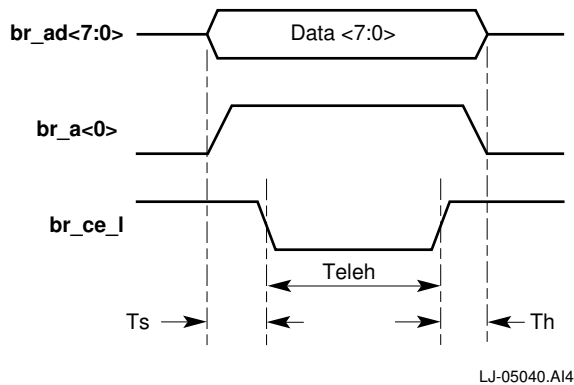 br_ad<7:0>
Data <7:0>
br_a<0>
br_ce_l
Teleh
Ts
Th
LJ-05040.AI4